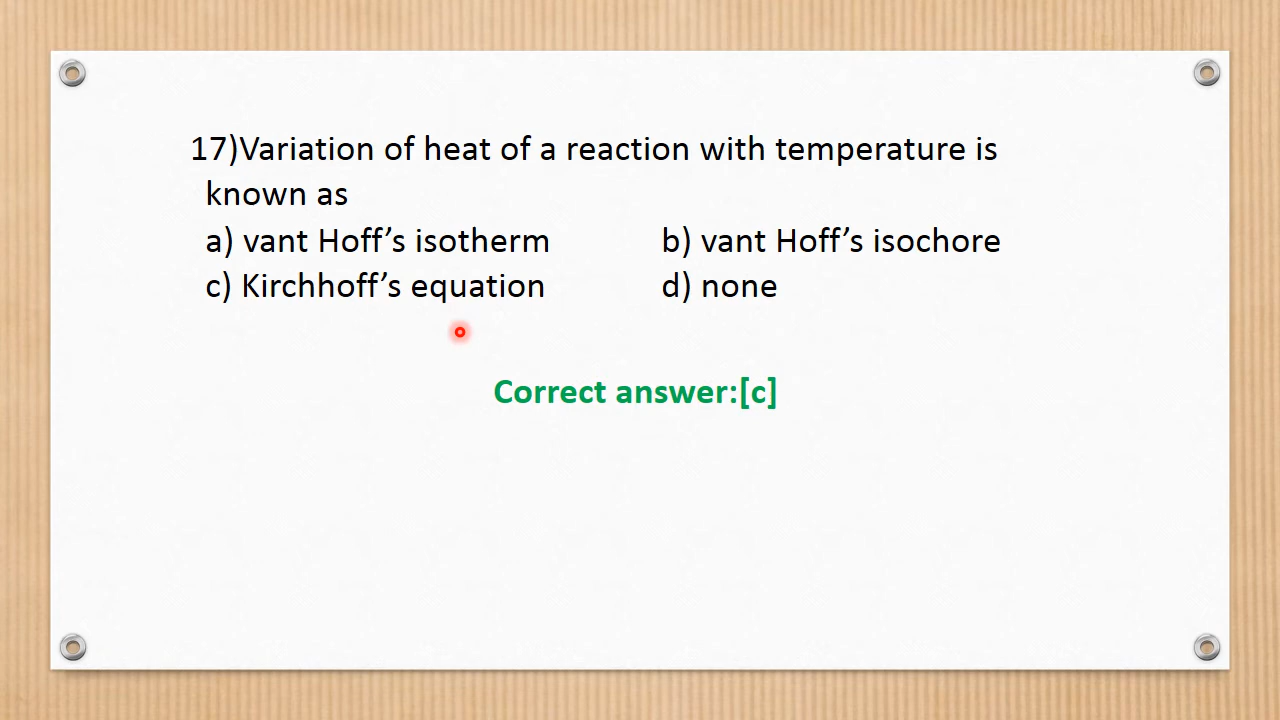 17)Variation of heat of a reaction with temperature is
known as
a) vant Hoff’s isotherm b) vant Hoff’s isochore
c) Kirchhoff’s equation d) none
Correct answer:[c]